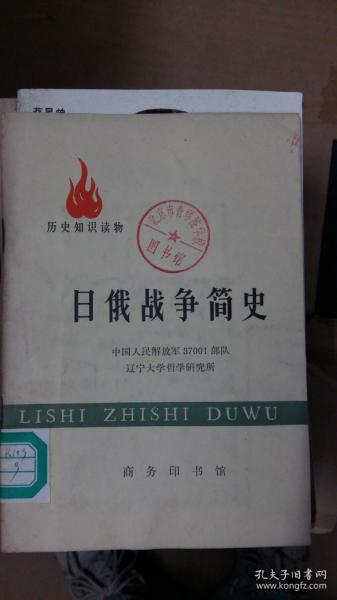 历史知识读物
图书馆
日俄战争简史
中国人民解放军 37001 部队
辽宁大学哲学研究所
LISHI ZHISHI DUWU
K109
9
商务印书馆
孔夫子旧书网
www.kongfz.com